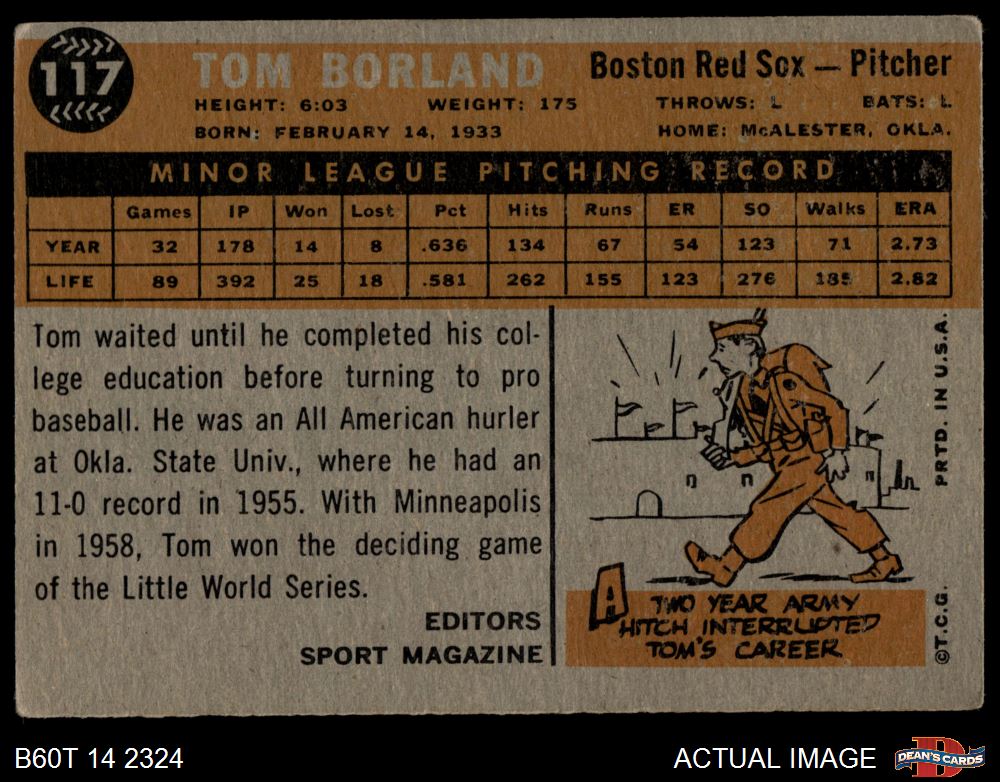 117
TOM BORLAND
Boston Red Sox — Pitcher
HEIGHT: 6:03 WEIGHT: 175 THROWS: L BATS: L
BORN: FEBRUARY 14, 1933 HOME: McALESTER, OKLA.
MINOR LEAGUE PITCHING RECORD
Games IP Won Lost Pct Hits Runs ER SO Walks ERA
YEAR 32 178 14 8 .636 134 67 54 123 71 2.73
LIFE 89 392 25 18 .581 262 155 123 276 185 2.82
Tom waited until he completed his col-
lege education before turning to pro
baseball. He was an All American hurler
at Okla. State Univ., where he had an
11-0 record in 1955. With Minneapolis
in 1958, Tom won the deciding game
of the Little World Series.
EDITORS
SPORT MAGAZINE
A TWO YEAR ARMY
HITCH INTERRUPTED
TOM'S CAREER
PRTD. IN U.S.A.
©T.C.G.
B60T 14 2324
ACTUAL IMAGE
D
DEAN'S CARDS